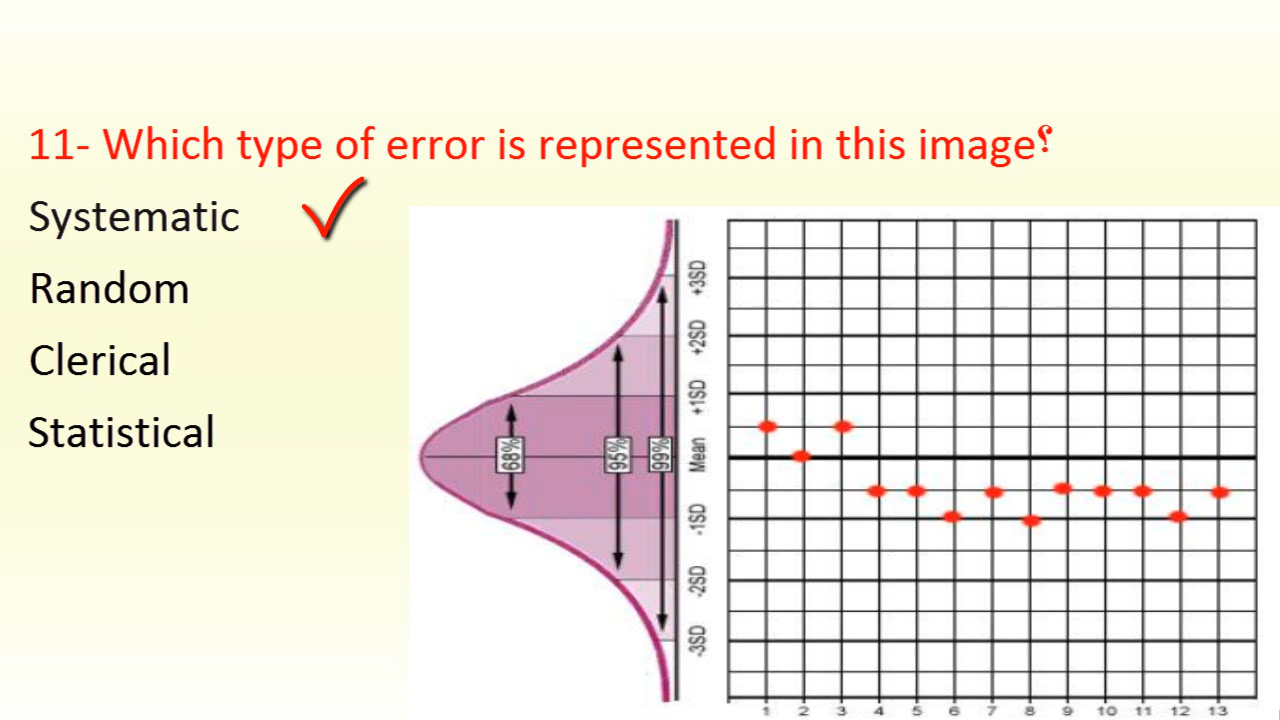 11- Which type of error is represented in this image؟
Systematic
Random
Clerical
Statistical
68%
95%
99%
+3SD
+2SD
+1SD
Mean
-1SD
-2SD
-3SD
1 2 3 4 5 6 7 8 9 10 11 12 13